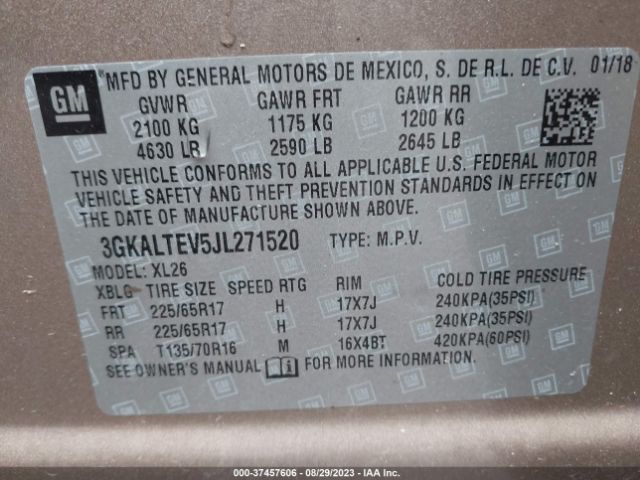 GM
MFD BY GENERAL MOTORS DE MEXICO, S. DE R.L. DE C.V. 01/18
GVWR GAWR FRT GAWR RR
2100 KG 1175 KG 1200 KG
4630 LB 2590 LB 2645 LB
THIS VEHICLE CONFORMS TO ALL APPLICABLE U.S. FEDERAL MOTOR
VEHICLE SAFETY AND THEFT PREVENTION STANDARDS IN EFFECT ON
THE DATE OF MANUFACTURE SHOWN ABOVE.
3GKALTEV5JL271520 TYPE: M.P.V.
MODEL: XL26
XBLG TIRE SIZE SPEED RTG RIM COLD TIRE PRESSURE
FRT 225/65R17 H 17X7J 240KPA(35PSI)
RR 225/65R17 H 17X7J 240KPA(35PSI)
SPA T135/70R16 M 16X4BT 420KPA(60PSI)
SEE OWNER'S MANUAL FOR MORE INFORMATION.
000-37457606 - 08/29/2023 - IAA Inc.